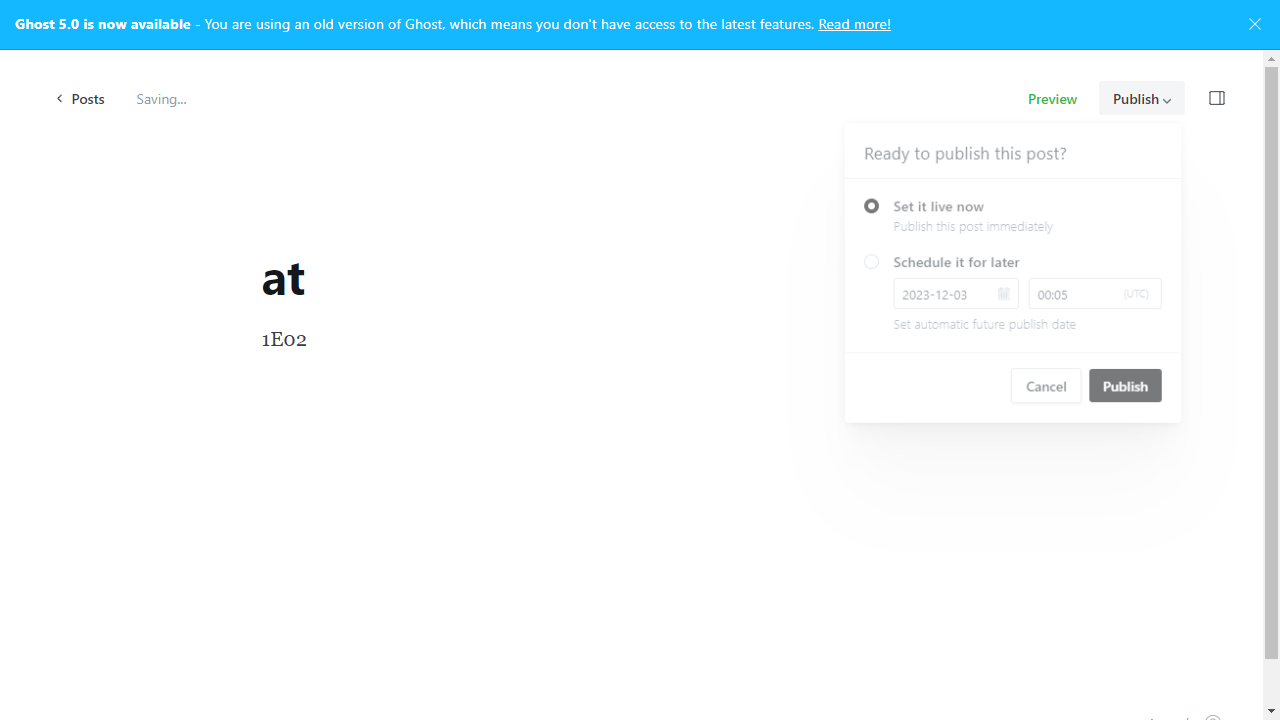 Ghost 5.0 is now available - You are using an old version of Ghost, which means you don't have access to the latest features. Read more!
Posts Saving... Preview Publish
Ready to publish this post?
Set it live now
Publish this post immediately
at
Schedule it for later
2023-12-03 00:05 (UTC)
Set automatic future publish date
1E02
Cancel Publish